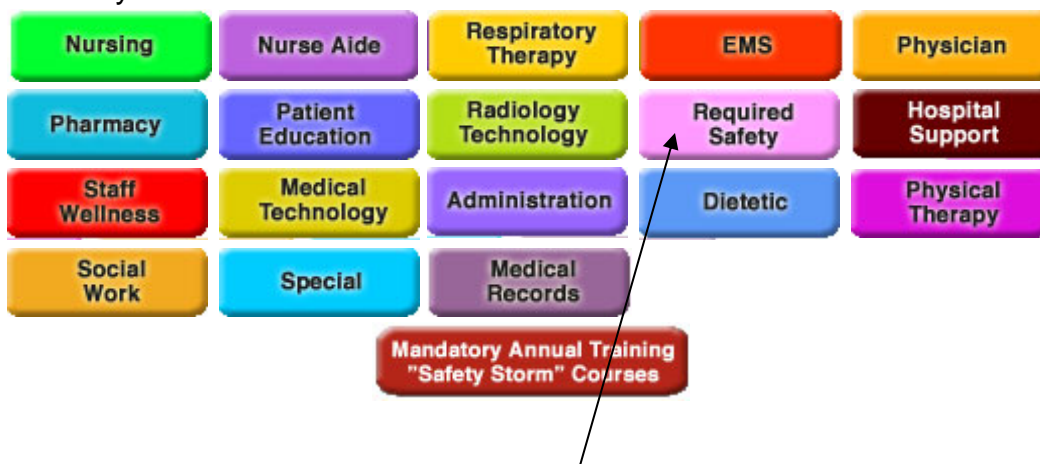 Nursing
Nurse Aide
Respiratory
Therapy
EMS
Physician
Pharmacy
Patient
Education
Radiology
Technology
Required
Safety
Hospital
Support
Staff
Wellness
Medical
Technology
Administration
Dietetic
Physical
Therapy
Social
Work
Special
Medical
Records
Mandatory Annual Training
"Safety Storm" Courses